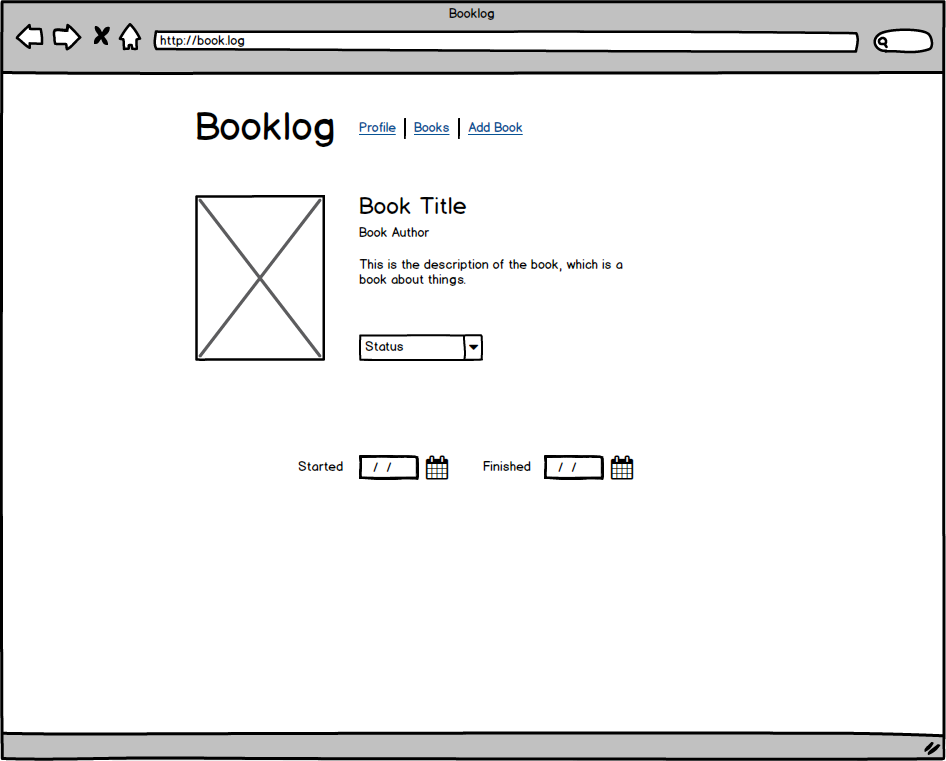 Booklog
http://book.log
Booklog
Profile | Books | Add Book
Book Title
Book Author
This is the description of the book, which is a
book about things.
Status
Started / / Finished / /